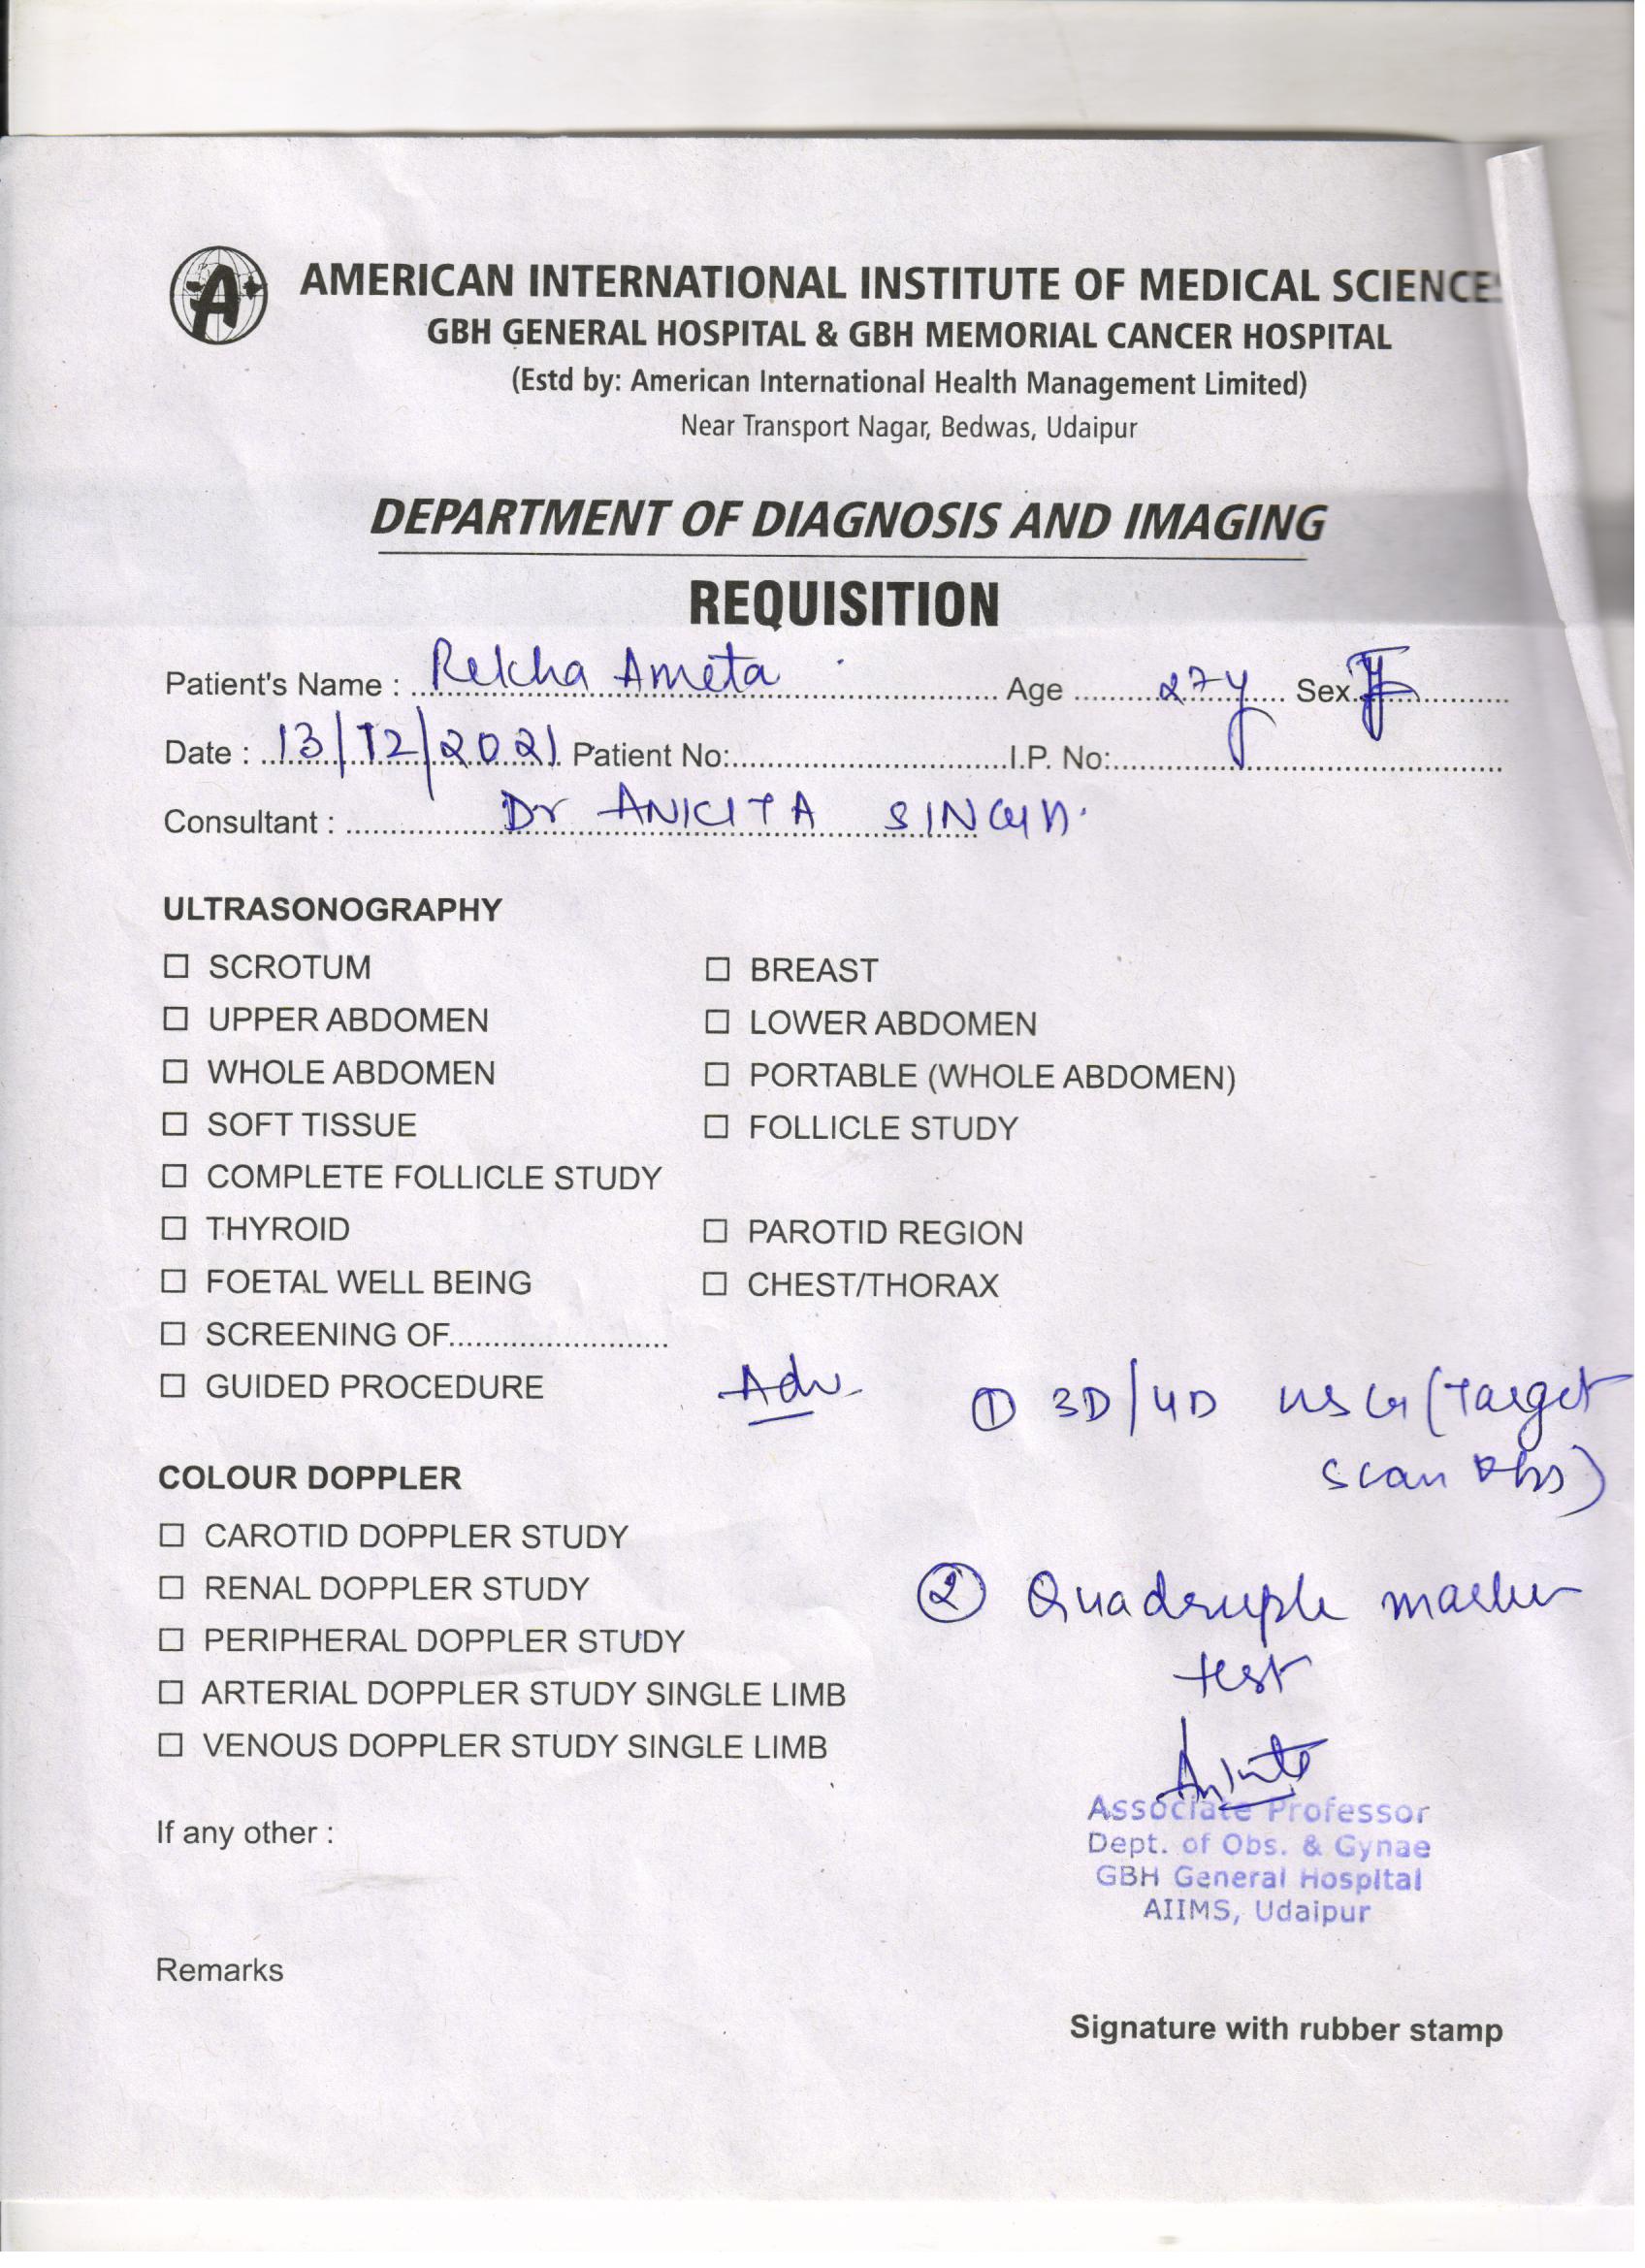 AMERICAN INTERNATIONAL INSTITUTE OF MEDICAL SCIENCES
GBH GENERAL HOSPITAL & GBH MEMORIAL CANCER HOSPITAL
(Estd by: American International Health Management Limited)
Near Transport Nagar, Bedwas, Udaipur
DEPARTMENT OF DIAGNOSIS AND IMAGING
REQUISITION
Patient's Name : Rekha Ameta Age 27y Sex F
Date : 13/12/2021 Patient No: I.P. No:
Consultant : Dr ANKITA SINGH.
ULTRASONOGRAPHY
☐ SCROTUM ☐ BREAST
☐ UPPER ABDOMEN ☐ LOWER ABDOMEN
☐ WHOLE ABDOMEN ☐ PORTABLE (WHOLE ABDOMEN)
☐ SOFT TISSUE ☐ FOLLICLE STUDY
☐ COMPLETE FOLLICLE STUDY
☐ THYROID ☐ PAROTID REGION
☐ FOETAL WELL BEING ☐ CHEST/THORAX
☐ SCREENING OF........................
☐ GUIDED PROCEDURE
Adv ① 3D/4D USG (Target
scan Obs)
COLOUR DOPPLER
☐ CAROTID DOPPLER STUDY
☐ RENAL DOPPLER STUDY
☐ PERIPHERAL DOPPLER STUDY
☐ ARTERIAL DOPPLER STUDY SINGLE LIMB
☐ VENOUS DOPPLER STUDY SINGLE LIMB
② Quadruple marker
test
Ankita
Associate Professor
Dept. of Obs. & Gynae
GBH General Hospital
AIIMS, Udaipur
If any other :
Remarks
Signature with rubber stamp